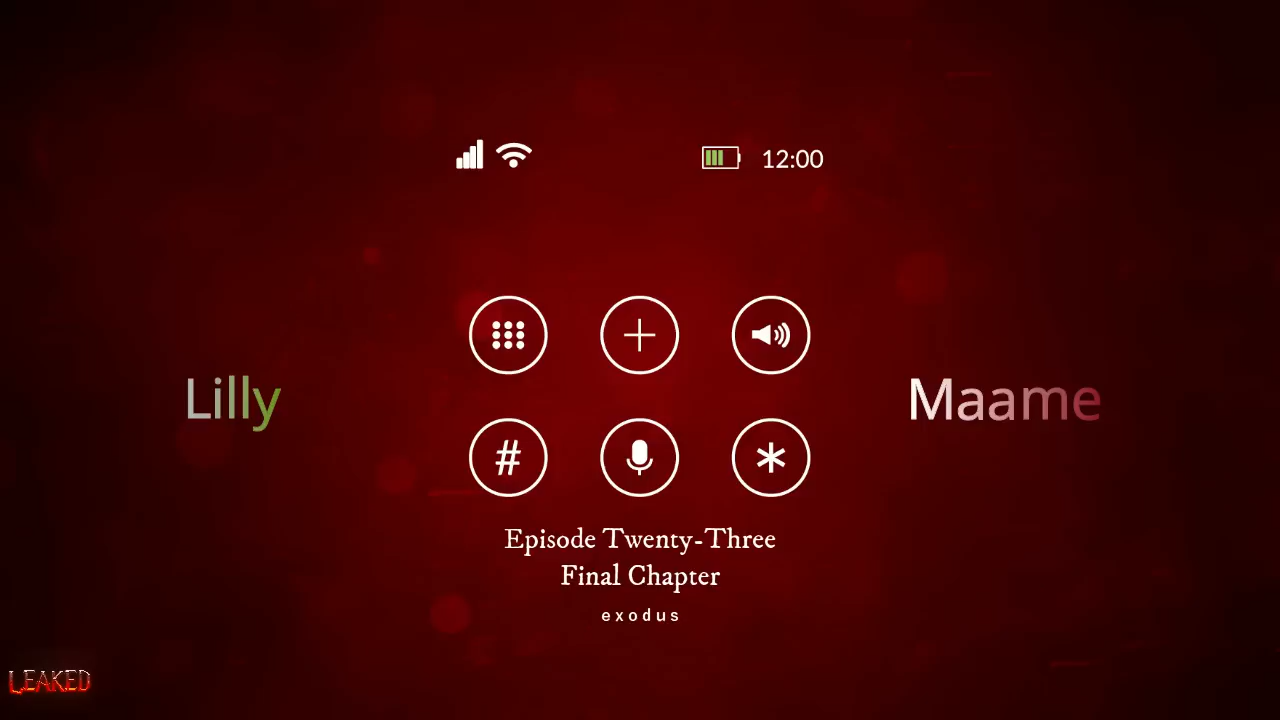 12:00
Lilly
Maame
#
*
Episode Twenty-Three
Final Chapter
exodus
LEAKED